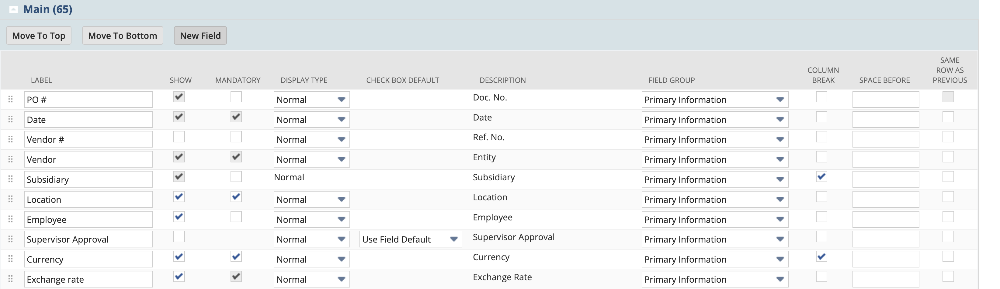 Main (65)
Move To Top Move To Bottom New Field
LABEL SHOW MANDATORY DISPLAY TYPE CHECK BOX DEFAULT DESCRIPTION FIELD GROUP COLUMN BREAK SPACE BEFORE SAME ROW AS PREVIOUS
PO # Normal Doc. No. Primary Information
Date Normal Date Primary Information
Vendor # Normal Ref. No. Primary Information
Vendor Normal Entity Primary Information
Subsidiary Normal Subsidiary Primary Information
Location Normal Location Primary Information
Employee Normal Employee Primary Information
Supervisor Approval Normal Use Field Default Supervisor Approval Primary Information
Currency Normal Currency Primary Information
Exchange rate Normal Exchange Rate Primary Information